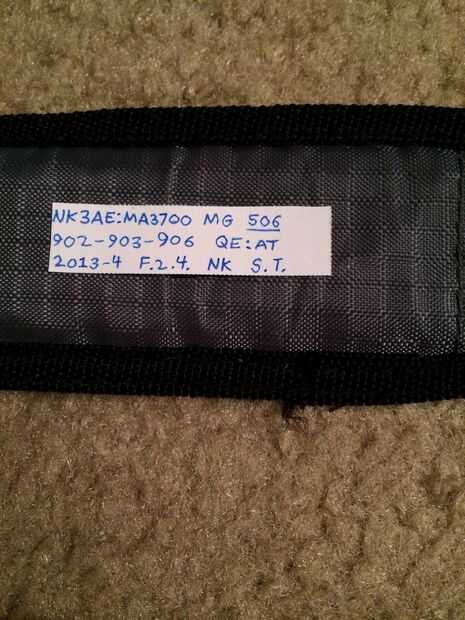 NK3AE:MA3700 MG 506
902-903-906 QE:AT
2013-4 F.2.4. NK S.T.